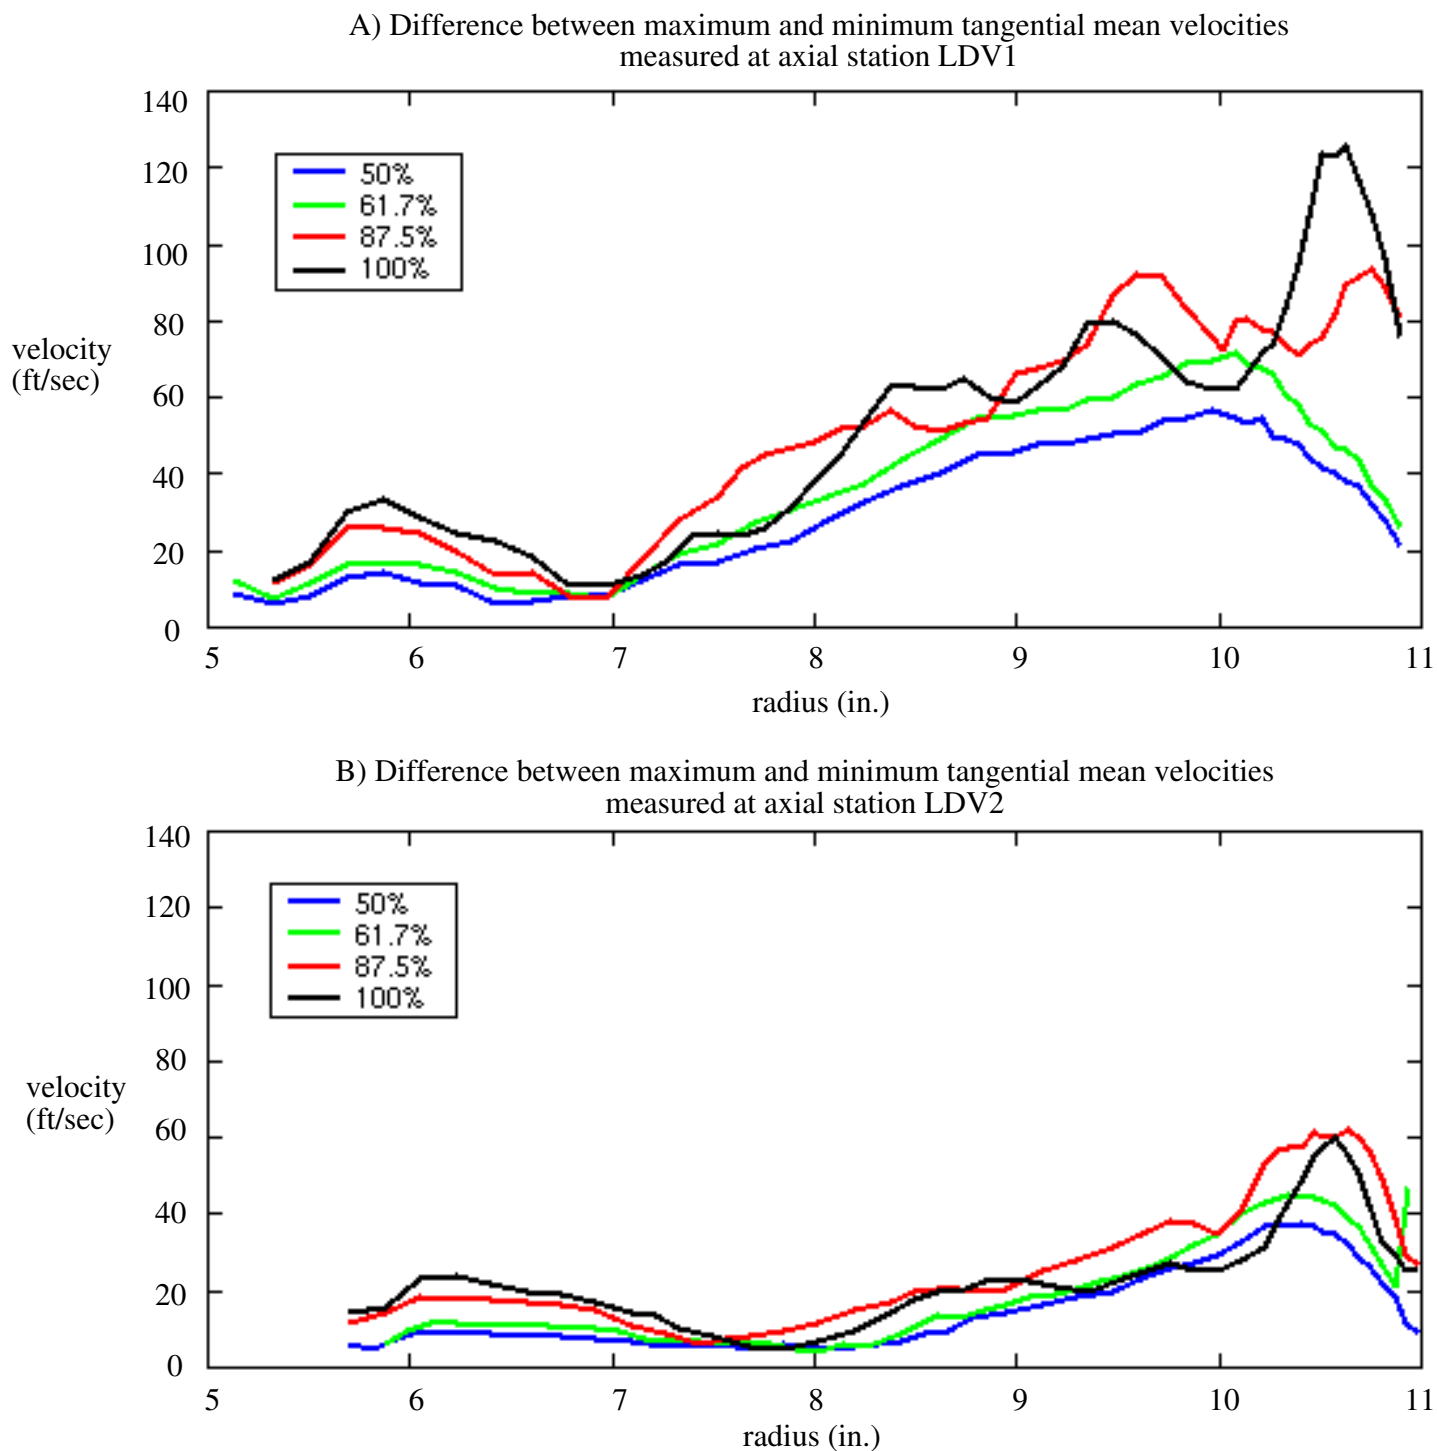 A) Difference between maximum and minimum tangential mean velocities
measured at axial station LDV1
140
120
100
80
60
40
20
0
velocity
(ft/sec)
50%
61.7%
87.5%
100%
5 6 7 8 9 10 11
radius (in.)
B) Difference between maximum and minimum tangential mean velocities
measured at axial station LDV2
140
120
100
80
60
40
20
0
velocity
(ft/sec)
50%
61.7%
87.5%
100%
5 6 7 8 9 10 11
radius (in.)